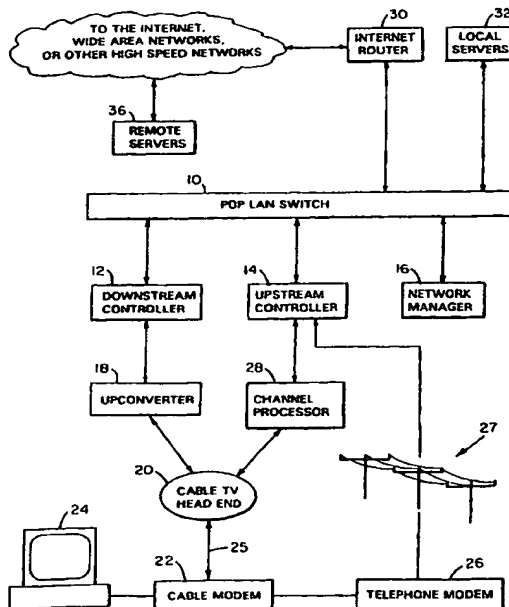 TO THE INTERNET,
WIDE AREA NETWORKS,
OR OTHER HIGH SPEED NETWORKS
30
INTERNET
ROUTER
32
LOCAL
SERVERS
36
REMOTE
SERVERS
10
POP LAN SWITCH
12
DOWNSTREAM
CONTROLLER
14
UPSTREAM
CONTROLLER
16
NETWORK
MANAGER
18
UPCONVERTER
28
CHANNEL
PROCESSOR
27
20
CABLE TV
HEAD END
24
25
22
CABLE MODEM
26
TELEPHONE MODEM